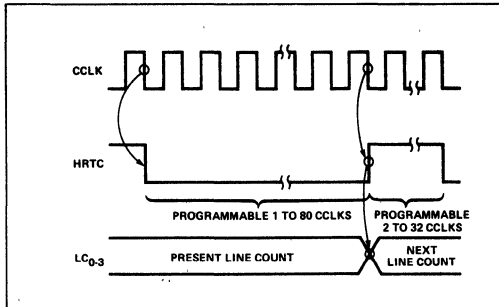 CCLK
HRTC
PROGRAMMABLE 1 TO 80 CCLKS
PROGRAMMABLE
2 TO 32 CCLKS
LC0-3
PRESENT LINE COUNT
NEXT
LINE COUNT